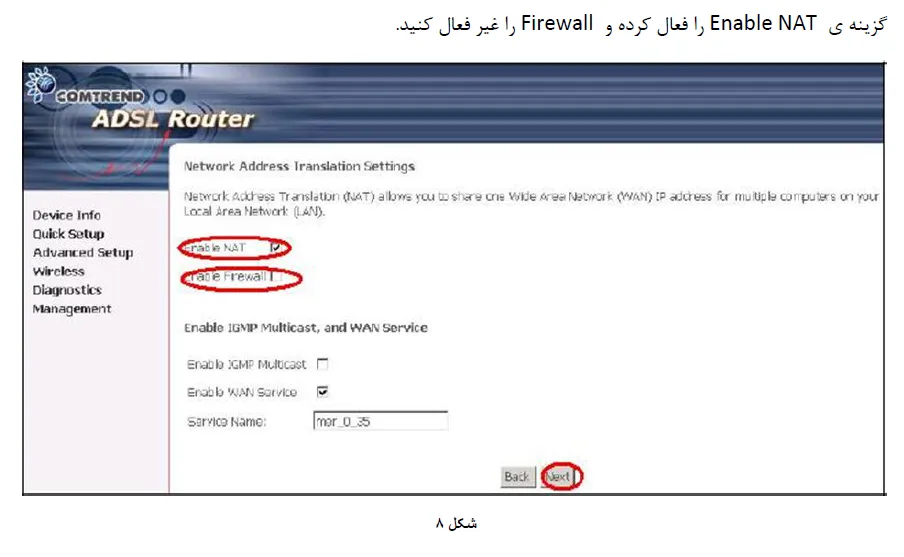 گزینه ی Enable NAT را فعال کرده و Firewall را غیر فعال کنید.
COMTREND
ADSL Router
Network Address Translation Settings
Network Address Translation (NAT) allows you to share one Wide Area Network (WAN) IP address for multiple computers on your
Local Area Network (LAN).
Device Info
Quick Setup
Advanced Setup
Wireless
Diagnostics
Management
Enable NAT
Enable Firewall
Enable IGMP Multicast, and WAN Service
Enable IGMP Multicast
Enable WAN Service
Service Name: mer_0_35
Back Next
شکل ۸